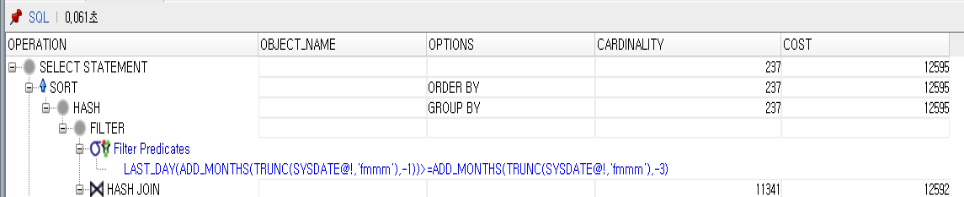 SQL | 0,061초
OPERATION OBJECT_NAME OPTIONS CARDINALITY COST
SELECT STATEMENT 237 12595
SORT ORDER BY 237 12595
HASH GROUP BY 237 12595
FILTER
Filter Predicates
LAST_DAY(ADD_MONTHS(TRUNC(SYSDATE@!,'fmmm'),-1))>=ADD_MONTHS(TRUNC(SYSDATE@!,'fmmm'),-3)
HASH JOIN 11341 12592